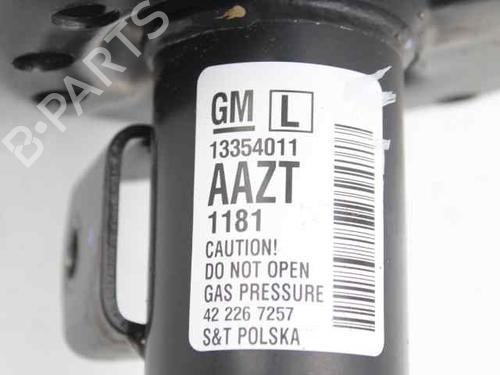 B-PARTS
GM L
13354011
AAZT
1181
CAUTION!
DO NOT OPEN
GAS PRESSURE
42 226 7257
S&T POLSKA